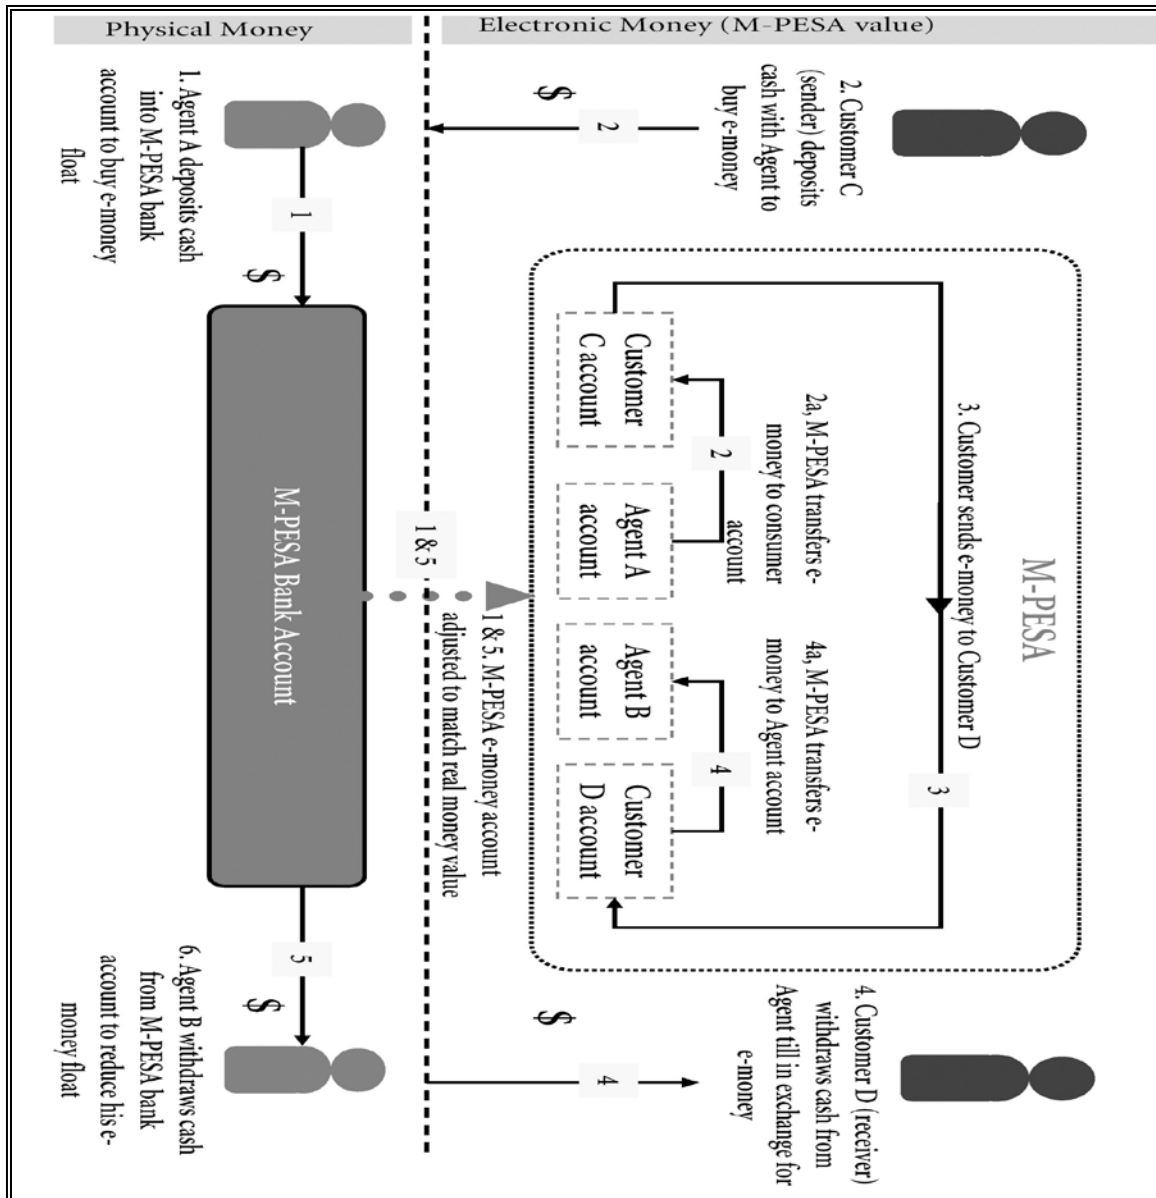 Physical Money
Electronic Money (M-PESA value)
2. Customer C
(sender) deposits
cash with Agent to
buy e-money
$
2
M-PESA
3. Customer sends e-money to Customer D
3
2a, M-PESA transfers e-
money to consumer
account
2
4a, M-PESA transfers e-
money to Agent account
4
Customer
C account
Agent A
account
Agent B
account
Customer
D account
4. Customer D (receiver)
withdraws cash from
Agent till in exchange for
e-money
$
4
1 & 5. M-PESA e-money account
adjusted to match real money value
1 & 5
1. Agent A deposits cash
into M-PESA bank
account to buy e-money
float
1
$
M-PESA Bank Account
5
$
6. Agent B withdraws cash
from M-PESA bank
account to reduce his e-
money float